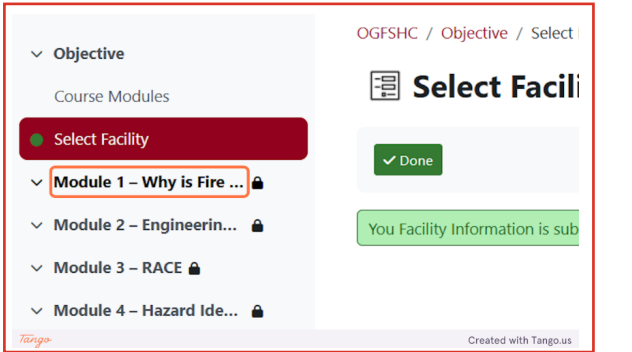 Objective
Course Modules
Select Facility
Module 1 – Why is Fire ...
Module 2 – Engineerin...
Module 3 – RACE
Module 4 – Hazard Ide...
OGFSHC / Objective / Select
Select Facili
Done
You Facility Information is sub
Tango
Created with Tango.us